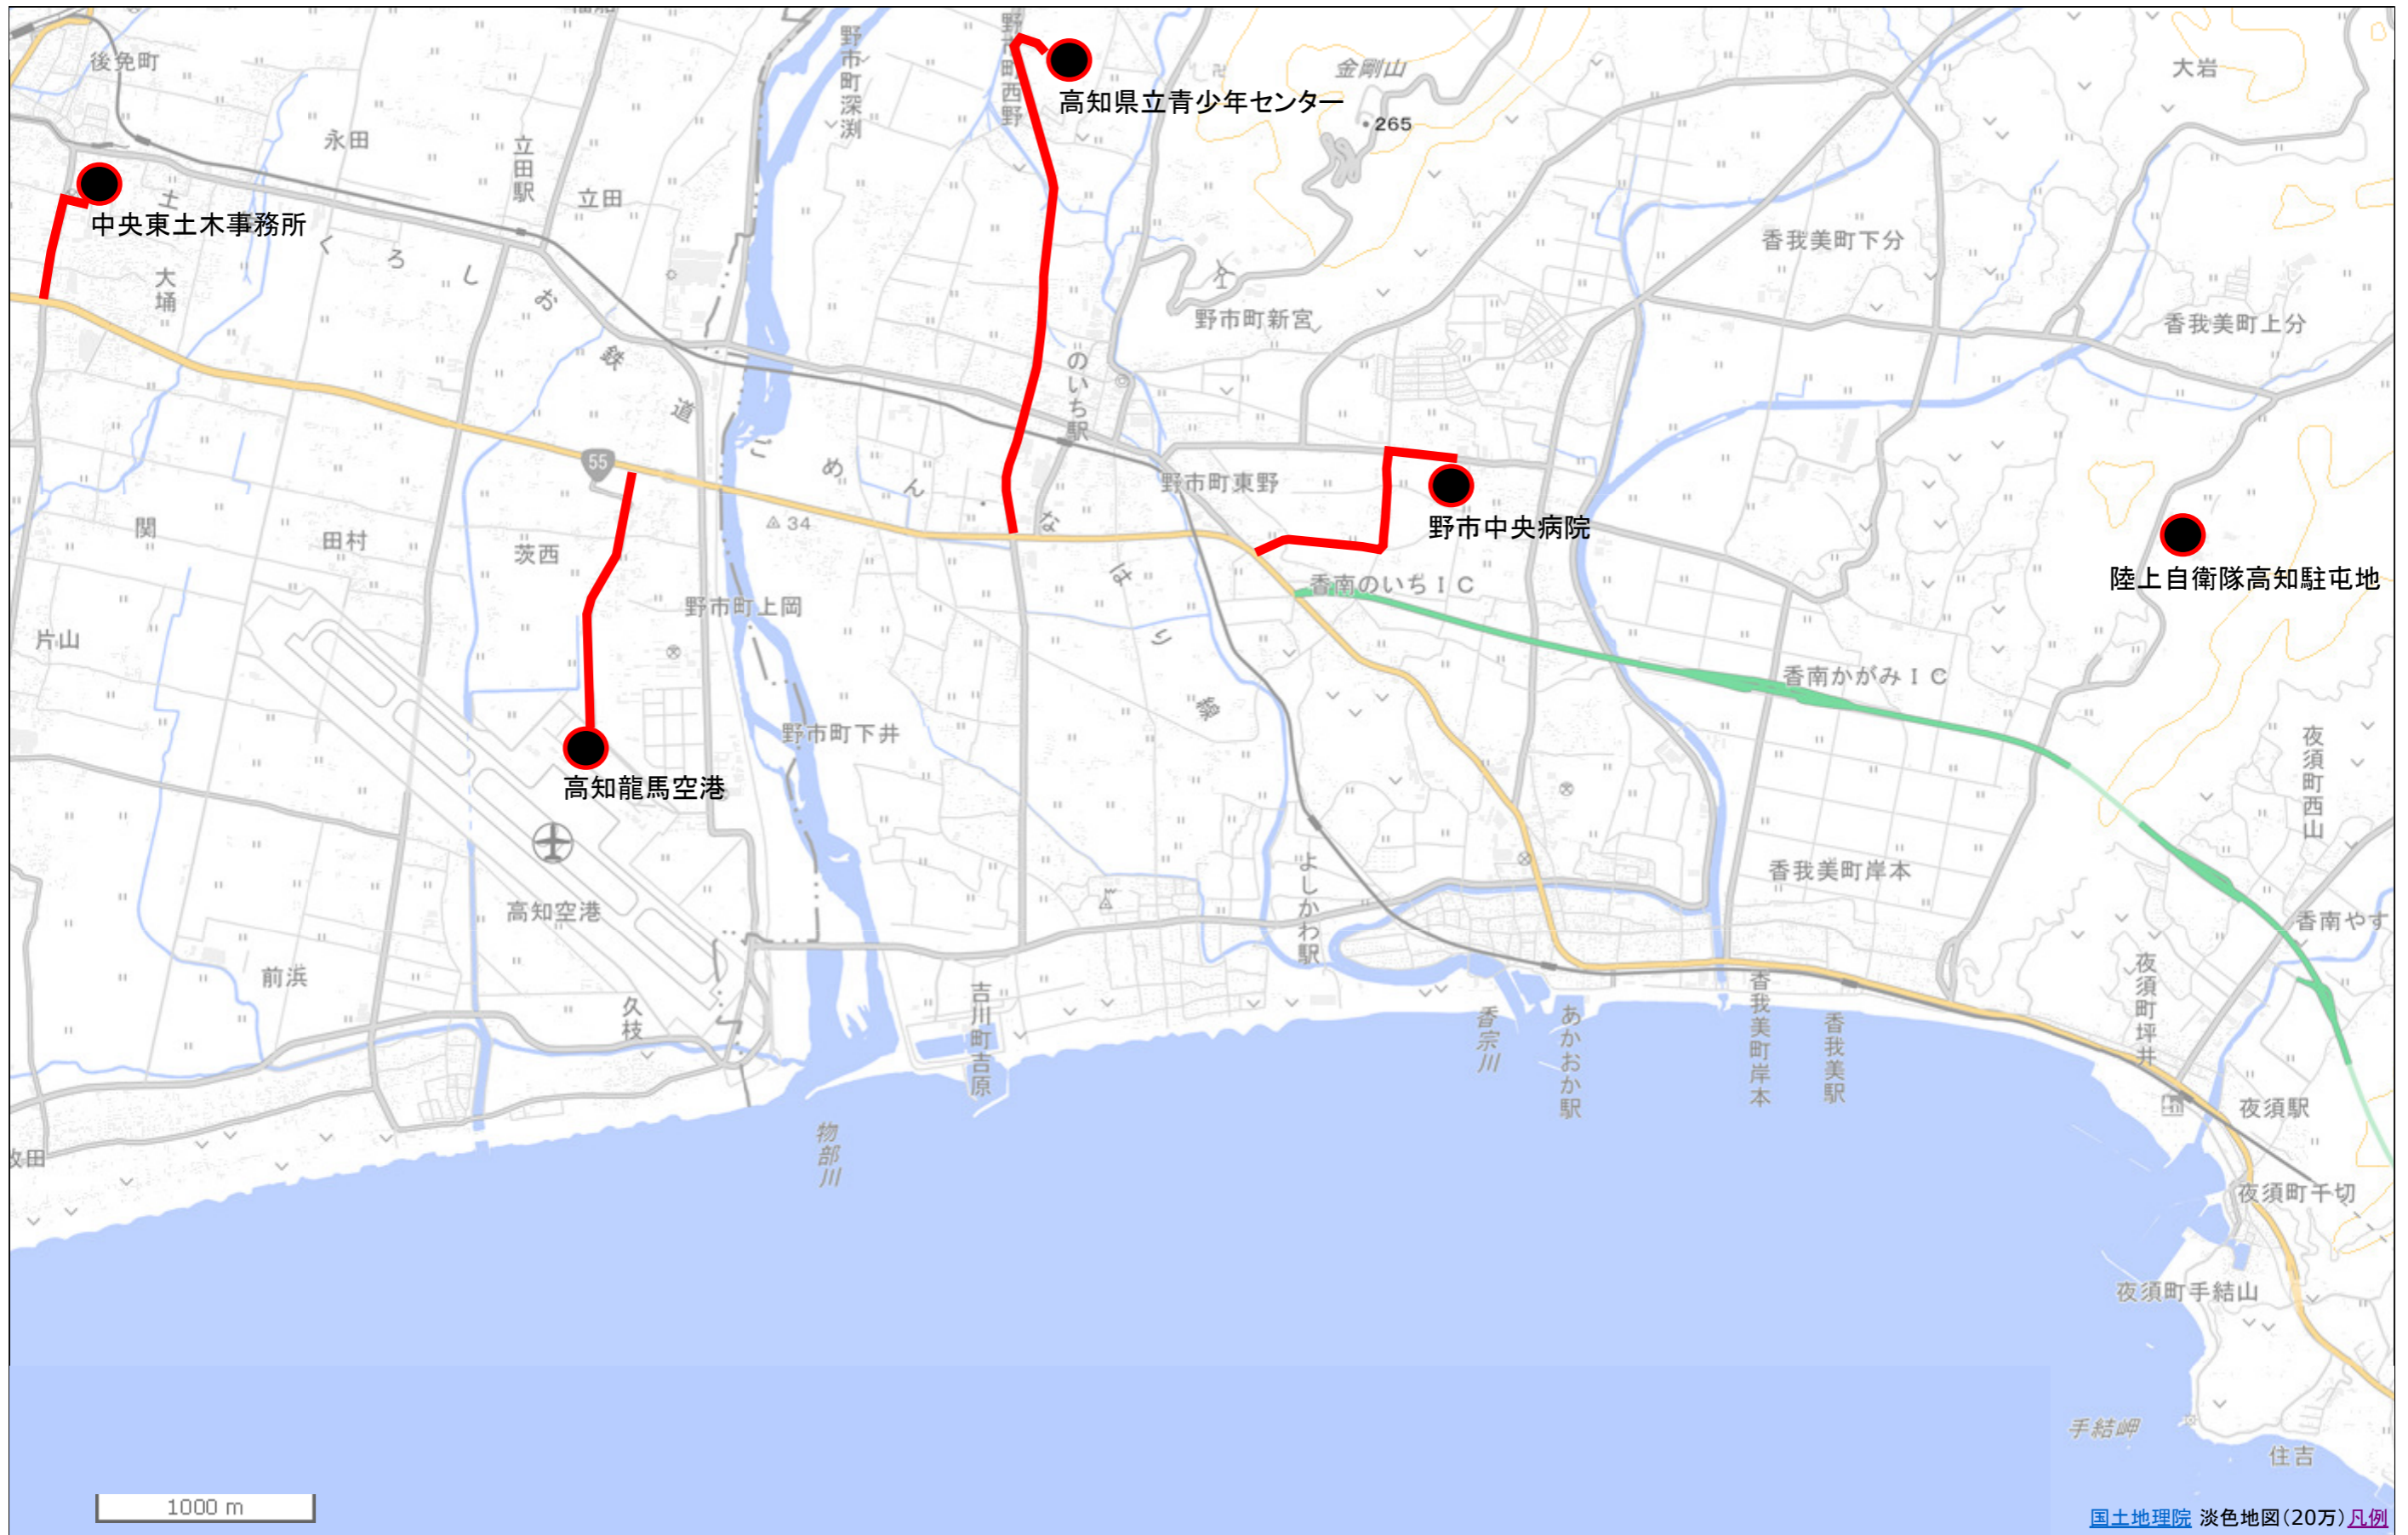 後免町
野市町深渕
野市町西野
高知県立青少年センター
金剛山
・265
大岩
永田
立田駅
立田
中央東土木事務所
大埇
土くろしお鉄道ごめん・なはり線
香我美町下分
野市町新宮
香我美町上分
のいち駅
55
野市町東野
34
野市中央病院
関
田村
茨西
陸上自衛隊高知駐屯地
香南のいちIC
野市町上岡
片山
香南かがみIC
野市町下井
高知龍馬空港
夜須町西山
よしかわ駅
香我美町岸本
高知空港
香南やす
前浜
久枝
吉川町吉原
香宗川
あかおか駅
香我美町岸本
香我美駅
夜須町坪井
夜須駅
物部川
夜須町千切
夜須町手結山
手結岬
住吉
1000 m
国土地理院 淡色地図(20万)凡例